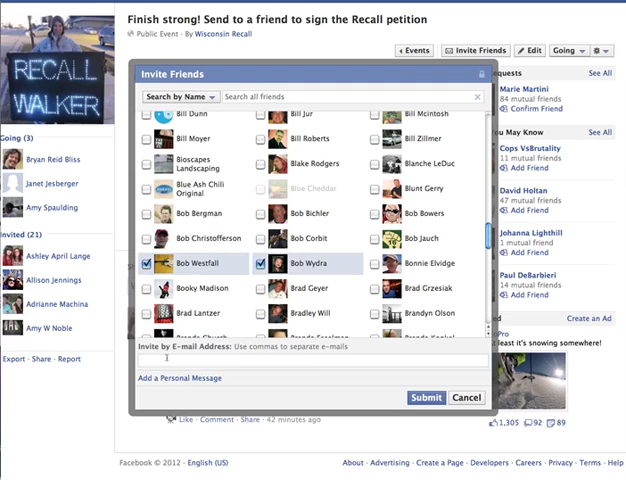 Finish strong! Send to a friend to sign the Recall petition
Public Event · By Wisconsin Recall
Events
Invite Friends
Edit
Going
RECALL
WALKER
Going (3)
Bryan Reid Bliss
Janet Jesberger
Amy Spaulding
Invited (21)
Ashley April Lange
Allison Jennings
Adrianne Machina
Amy W Noble
Export · Share · Report
Invite Friends
Search by Name
Search all friends
Bill Dunn
Bill Jur
Bill Mcintosh
Bill Moyer
Bill Roberts
Bill Zillmer
Bioscapes
Landscaping
Blake Rodgers
Blanche LeDuc
Blue Ash Chili
Original
Blue Cheddar
Blunt Gerry
Bob Bergman
Bob Bichler
Bob Bowers
Bob Christofferson
Bob Corbit
Bob Jauch
Bob Westfall
Bob Wydra
Bonnie Elvidge
Booky Madison
Brad Geyer
Brad Grzesiak
Brad Lantzer
Bradley Will
Brandyn Olson
Invite by E-mail Address: Use commas to separate e-mails
Add a Personal Message
Submit
Cancel
Like · Comment · Share · 42 minutes ago
equests
See All
Marie Martini
84 mutual friends
Confirm Friend
You May Know
See All
Cops VsBrutality
11 mutual friends
Add Friend
David Holtan
47 mutual friends
Add Friend
Johanna Lighthill
1 mutual friend
Add Friend
Paul DeBarbieri
14 mutual friends
Add Friend
ed
Create an Ad
oPro
t least it's snowing somewhere!
1,305
92
89
Facebook © 2012 · English (US)
About · Advertising · Create a Page · Developers · Careers · Privacy · Terms · Help